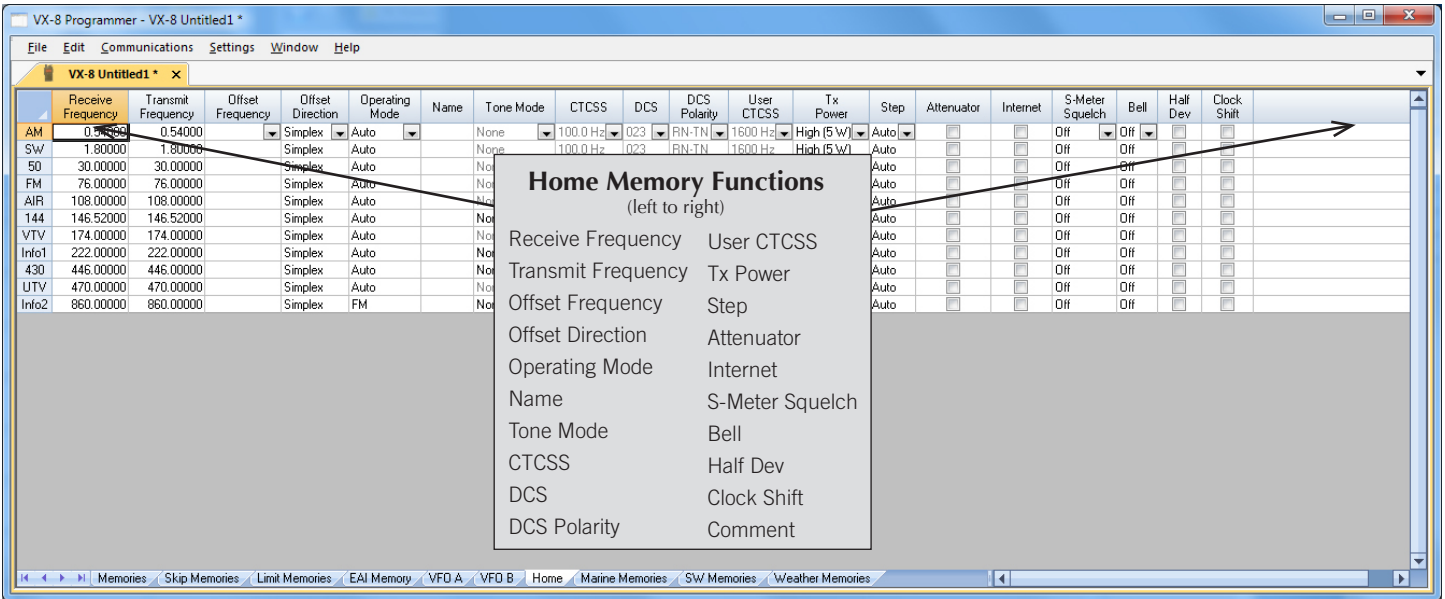 VX-8 Programmer - VX-8 Untitled1 *
File Edit Communications Settings Window Help
VX-8 Untitled1 * x
Receive Frequency Transmit Frequency Offset Frequency Offset Direction Operating Mode Name Tone Mode CTCSS DCS DCS Polarity User CTCSS Tx Power Step Attenuator Internet S-Meter Squelch Bell Half Dev Clock Shift
AM 0.54000 0.54000 Simplex Auto None 100.0 Hz 023 RN-TN 1600 Hz High (5 W) Auto Off Off
SW 1.80000 1.80000 Simplex Auto None 100.0 Hz 023 RN-TN 1600 Hz High (5 W) Auto Off Off
50 30.00000 30.00000 Simplex Auto Auto Off Off
FM 76.00000 76.00000 Simplex Auto Auto Off Off
AIR 108.00000 108.00000 Simplex Auto Auto Off Off
144 146.52000 146.52000 Simplex Auto Auto Off Off
VTV 174.00000 174.00000 Simplex Auto Auto Off Off
Info1 222.00000 222.00000 Simplex Auto Auto Off Off
430 446.00000 446.00000 Simplex Auto Auto Off Off
UTV 470.00000 470.00000 Simplex Auto Auto Off Off
Info2 860.00000 860.00000 Simplex FM Auto Off Off
Home Memory Functions
(left to right)
Receive Frequency
Transmit Frequency
Offset Frequency
Offset Direction
Operating Mode
Name
Tone Mode
CTCSS
DCS
DCS Polarity
User CTCSS
Tx Power
Step
Attenuator
Internet
S-Meter Squelch
Bell
Half Dev
Clock Shift
Comment
Memories Skip Memories Limit Memories EAI Memory VFO A VFO B Home Marine Memories SW Memories Weather Memories